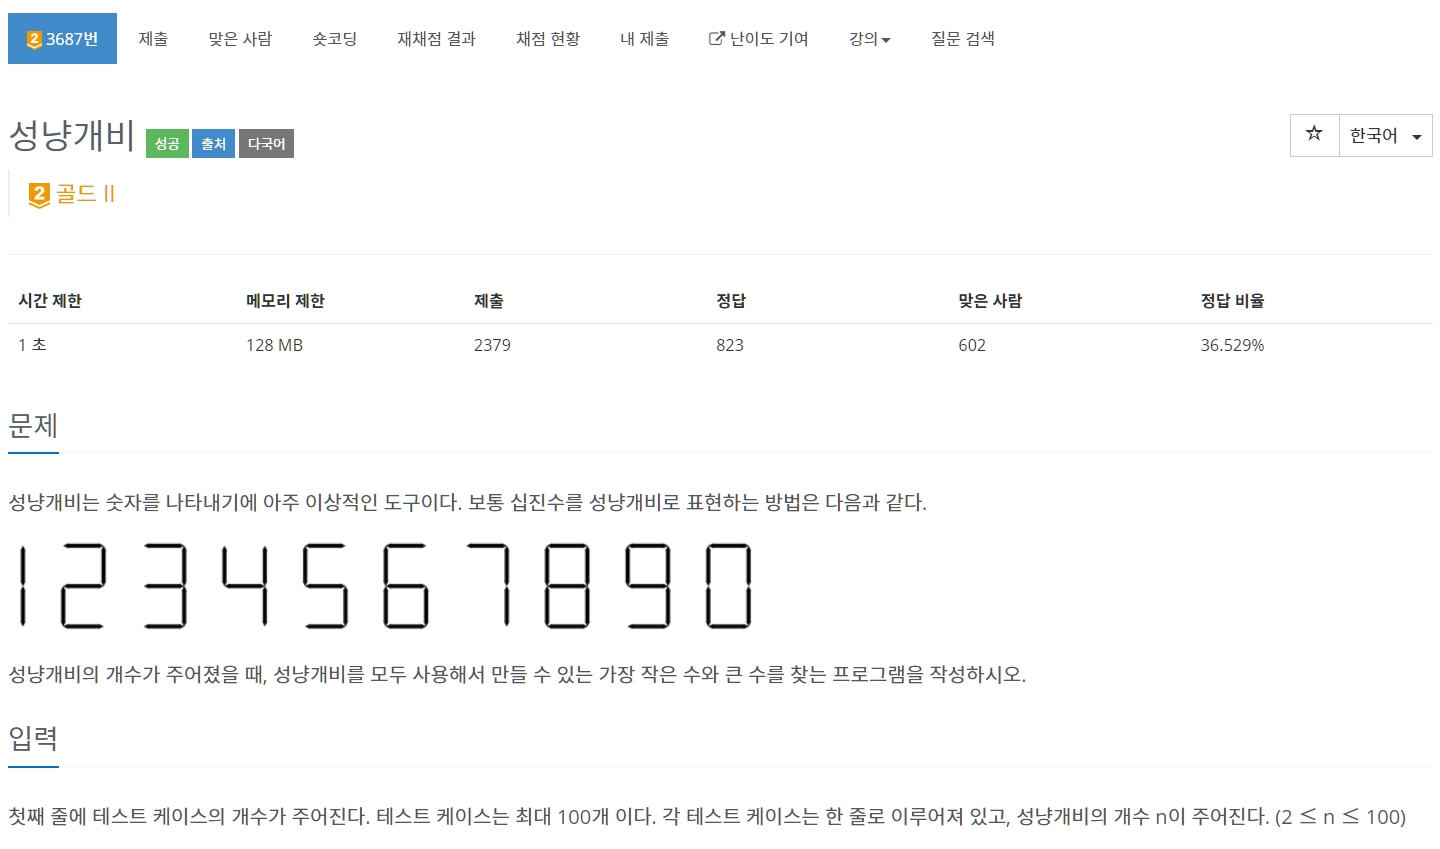 2 3687번 제출 맞은 사람 숏코딩 재채점 결과 채점 현황 내 제출 난이도 기여 강의 질문 검색
성냥개비 성공 출처 다국어 한국어
2 골드 II
시간 제한 메모리 제한 제출 정답 맞은 사람 정답 비율
1 초 128 MB 2379 823 602 36.529%
문제
성냥개비는 숫자를 나타내기에 아주 이상적인 도구이다. 보통 십진수를 성냥개비로 표현하는 방법은 다음과 같다.
1 2 3 4 5 6 7 8 9 0
성냥개비의 개수가 주어졌을 때, 성냥개비를 모두 사용해서 만들 수 있는 가장 작은 수와 큰 수를 찾는 프로그램을 작성하시오.
입력
첫째 줄에 테스트 케이스의 개수가 주어진다. 테스트 케이스는 최대 100개 이다. 각 테스트 케이스는 한 줄로 이루어져 있고, 성냥개비의 개수 n이 주어진다. (2 ≤ n ≤ 100)